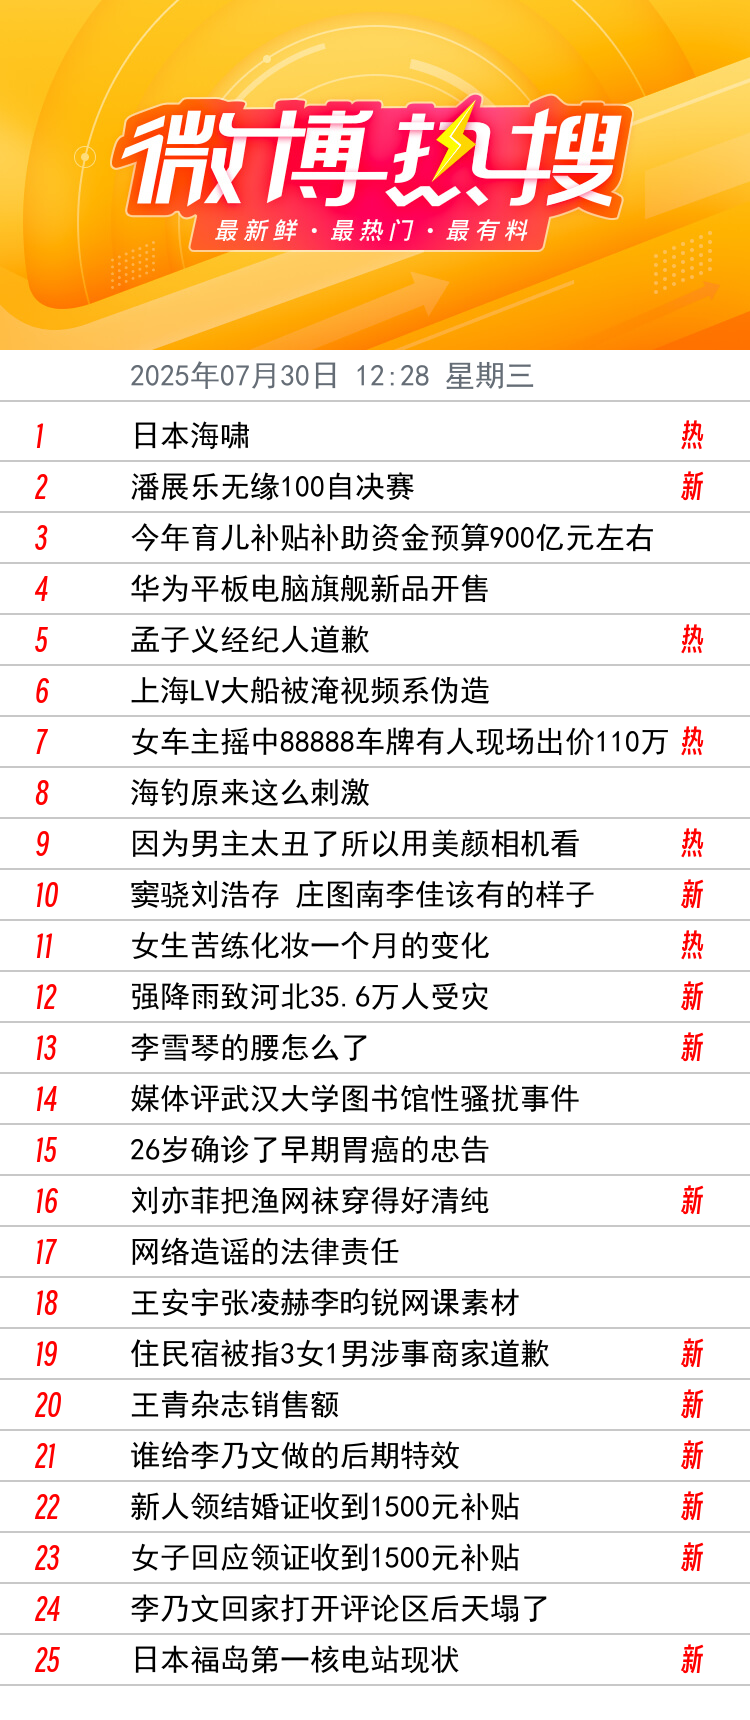 微博热搜
最新鲜·最热门·最有料
2025年07月30日 12:28 星期三
1 日本海啸 热
2 潘展乐无缘100自决赛 新
3 今年育儿补贴补助资金预算900亿元左右
4 华为平板电脑旗舰新品开售
5 孟子义经纪人道歉 热
6 上海LV大船被淹视频系伪造
7 女车主摇中88888车牌有人现场出价110万 热
8 海钓原来这么刺激
9 因为男主太丑了所以用美颜相机看 热
10 窦骁刘浩存 庄图南李佳该有的样子 新
11 女生苦练化妆一个月的变化 热
12 强降雨致河北35.6万人受灾 新
13 李雪琴的腰怎么了 新
14 媒体评武汉大学图书馆性骚扰事件
15 26岁确诊了早期胃癌的忠告
16 刘亦菲把渔网袜穿得好清纯 新
17 网络造谣的法律责任
18 王安宇张凌赫李昀锐网课素材
19 住民宿被指3女1男涉事商家道歉 新
20 王青杂志销售额 新
21 谁给李乃文做的后期特效 新
22 新人领结婚证收到1500元补贴 新
23 女子回应领证收到1500元补贴 新
24 李乃文回家打开评论区后天塌了
25 日本福岛第一核电站现状 新